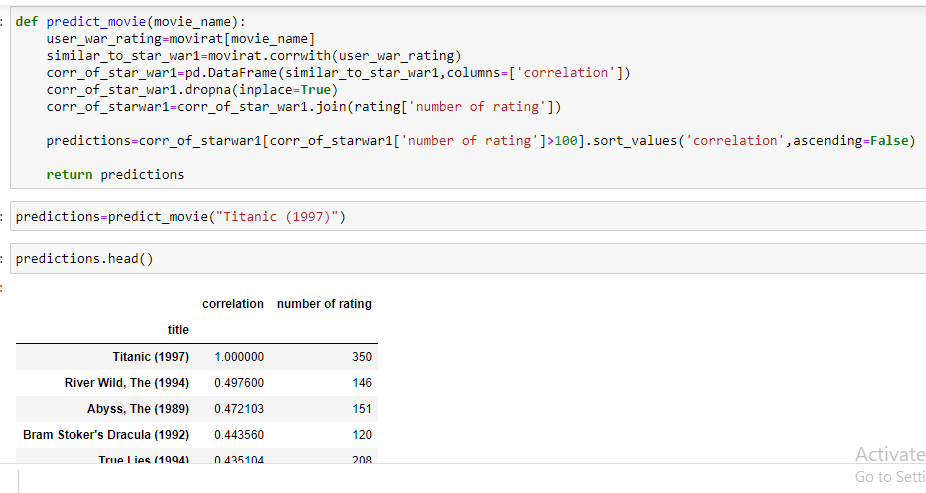 def predict_movie(movie_name):
user_war_rating=movirat[movie_name]
similar_to_star_war1=movirat.corrwith(user_war_rating)
corr_of_star_war1=pd.DataFrame(similar_to_star_war1,columns=['correlation'])
corr_of_star_war1.dropna(inplace=True)
corr_of_starwar1=corr_of_star_war1.join(rating['number of rating'])
predictions=corr_of_starwar1[corr_of_starwar1['number of rating']>100].sort_values('correlation',ascending=False)
return predictions
predictions=predict_movie("Titanic (1997)")
predictions.head()
correlation number of rating
title
Titanic (1997) 1.000000 350
River Wild, The (1994) 0.497600 146
Abyss, The (1989) 0.472103 151
Bram Stoker's Dracula (1992) 0.443560 120
True Lies (1994) 0.435104 208
Activate
Go to Setti